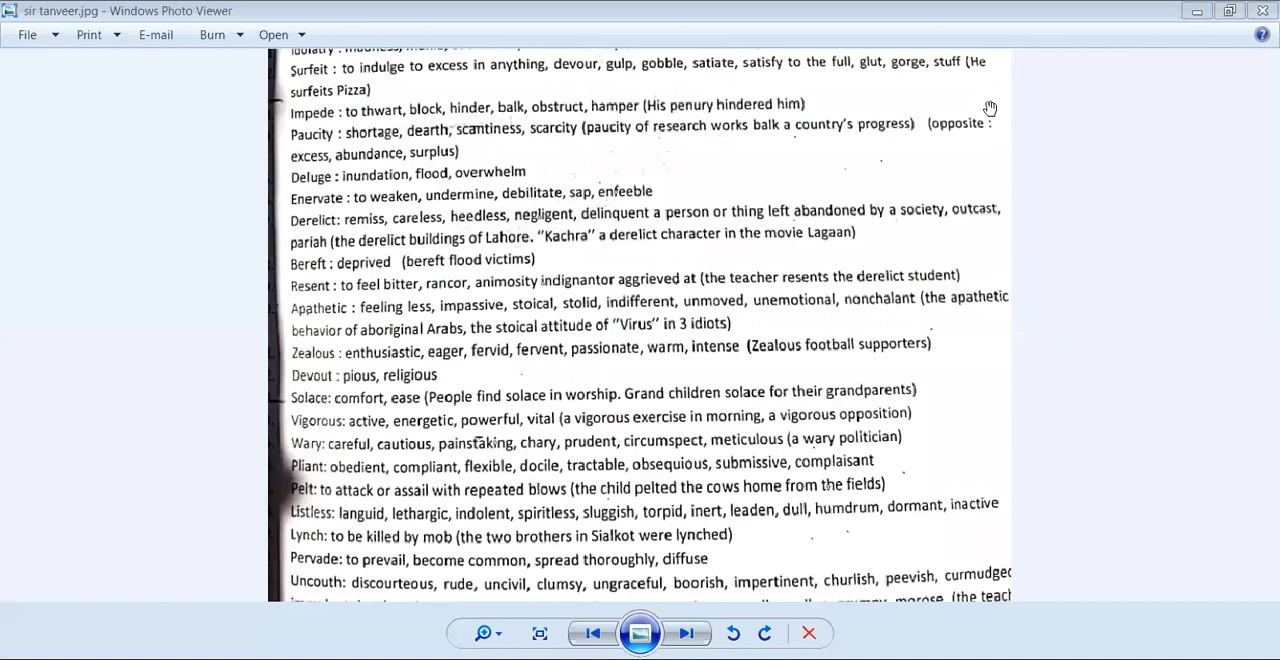 sir tanveer.jpg - Windows Photo Viewer
File Print E-mail Burn Open
Surfeit : to indulge to excess in anything, devour, gulp, gobble, satiate, satisfy to the full, glut, gorge, stuff (He
surfeits Pizza)
Impede : to thwart, block, hinder, balk, obstruct, hamper (His penury hindered him)
Paucity : shortage, dearth, scantiness, scarcity (paucity of research works balk a country's progress) (opposite :
excess, abundance, surplus)
Deluge : inundation, flood, overwhelm
Enervate : to weaken, undermine, debilitate, sap, enfeeble
Derelict: remiss, careless, heedless, negligent, delinquent a person or thing left abandoned by a society, outcast,
pariah (the derelict buildings of Lahore. "Kachra" a derelict character in the movie Lagaan)
Bereft : deprived (bereft flood victims)
Resent : to feel bitter, rancor, animosity indignantor aggrieved at (the teacher resents the derelict student)
Apathetic : feeling less, impassive, stoical, stolid, indifferent, unmoved, unemotional, nonchalant (the apathetic
behavior of aboriginal Arabs, the stoical attitude of "Virus" in 3 idiots)
Zealous : enthusiastic, eager, fervid, fervent, passionate, warm, intense (Zealous football supporters)
Devout : pious, religious
Solace: comfort, ease (People find solace in worship. Grand children solace for their grandparents)
Vigorous: active, energetic, powerful, vital (a vigorous exercise in morning, a vigorous opposition)
Wary: careful, cautious, painstaking, chary, prudent, circumspect, meticulous (a wary politician)
Pliant: obedient, compliant, flexible, docile, tractable, obsequious, submissive, complaisant
Pelt: to attack or assail with repeated blows (the child pelted the cows home from the fields)
Listless: languid, lethargic, indolent, spiritless, sluggish, torpid, inert, leaden, dull, humdrum, dormant, inactive
Lynch: to be killed by mob (the two brothers in Sialkot were lynched)
Pervade: to prevail, become common, spread thoroughly, diffuse
Uncouth: discourteous, rude, uncivil, clumsy, ungraceful, boorish, impertinent, churlish, peevish, curmudged
morose (the teach